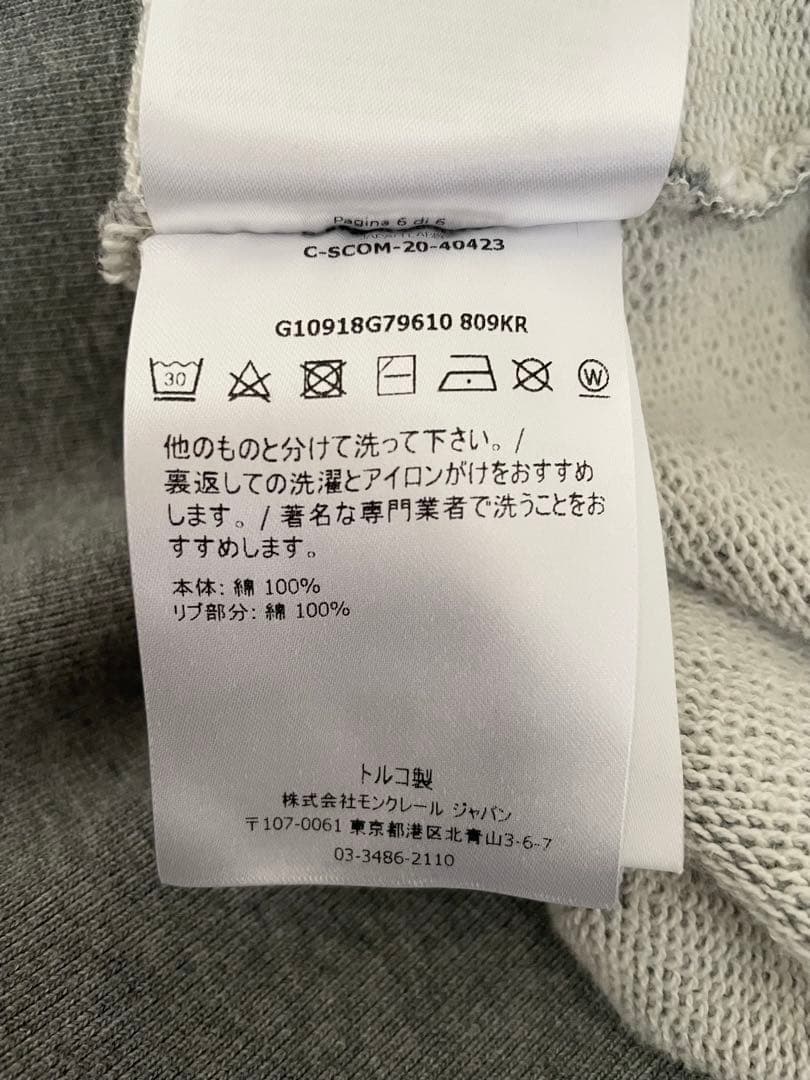 Pagina 6 di 6
C-SCOM-20-40423
G10918G79610 809KR
30
W
他のものと分けて洗って下さい。/
裏返しての洗濯とアイロンがけをおすすめ
します。/ 著名な専門業者で洗うことをお
すすめします。
本体: 綿 100%
リブ部分: 綿 100%
トルコ製
株式会社モンクレール ジャパン
〒107-0061 東京都港区北青山3-6-7
03-3486-2110